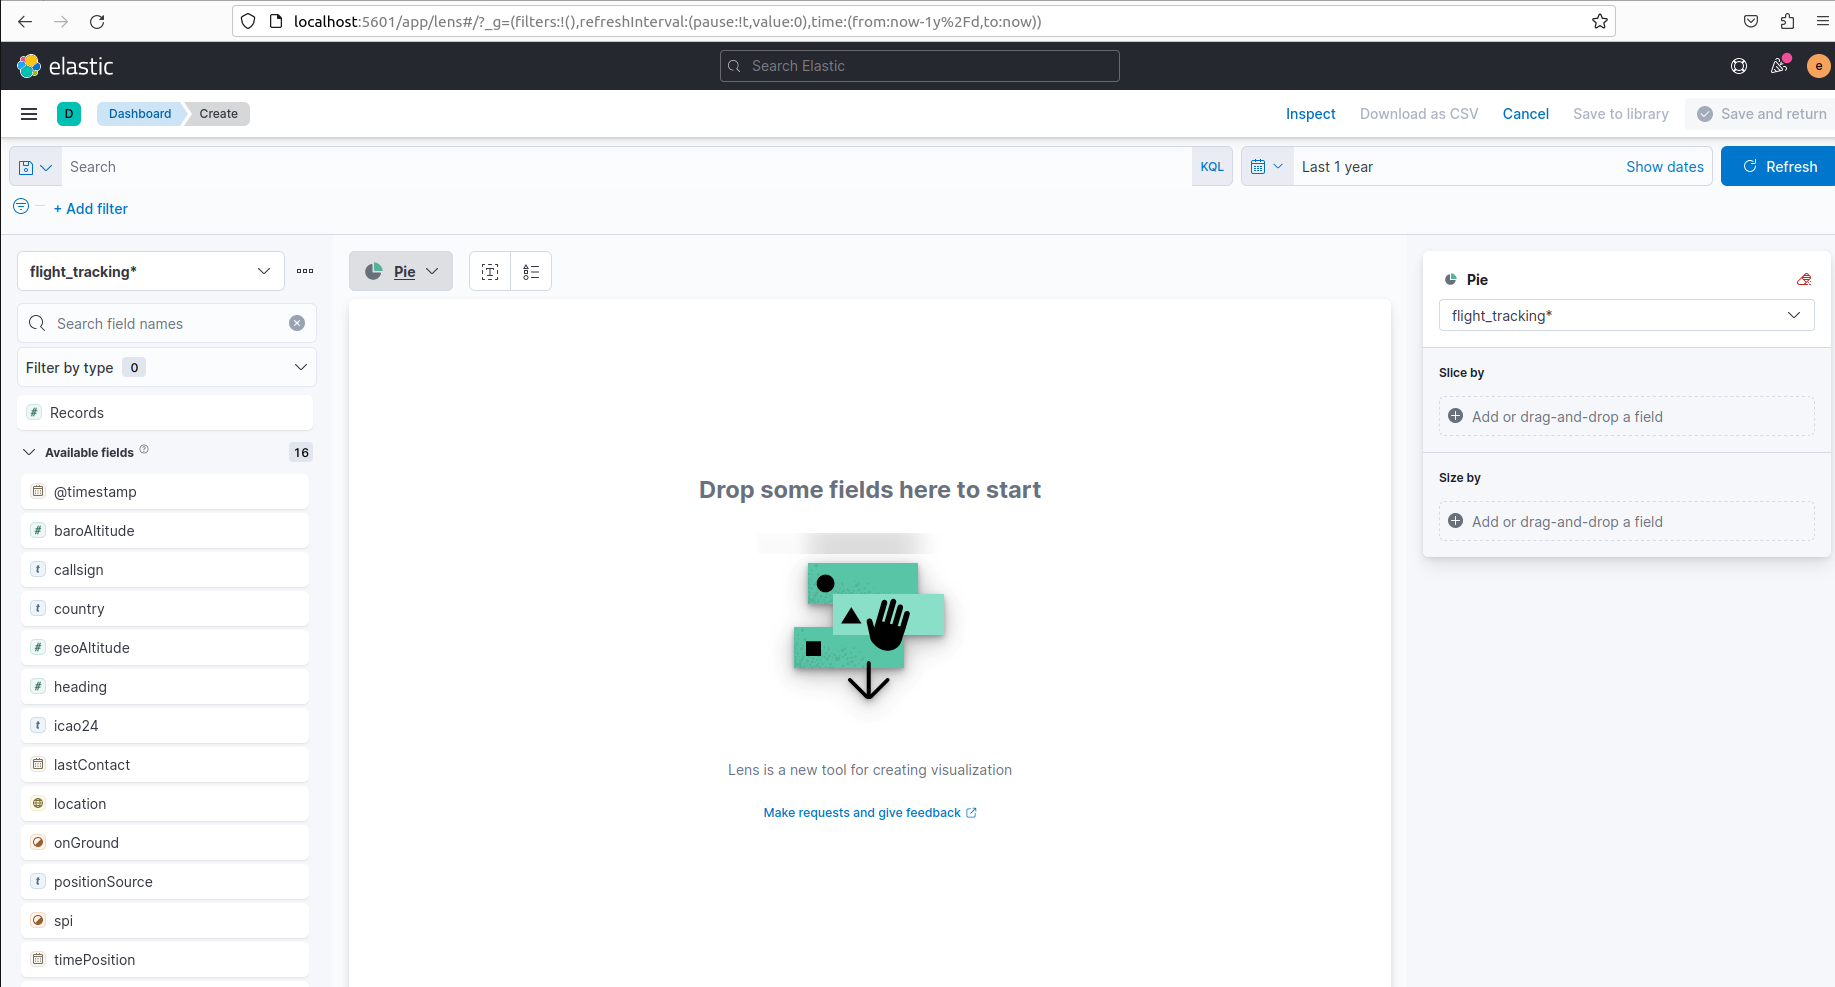 localhost:5601/app/lens#/?_g=(filters:!(),refreshInterval:(pause:!t,value:0),time:(from:now-1y%2Fd,to:now))
elastic
Search Elastic
e
D
Dashboard
Create
Inspect
Download as CSV
Cancel
Save to library
Save and return
Search
KQL
Last 1 year
Show dates
Refresh
+ Add filter
flight_tracking*
Search field names
Filter by type 0
# Records
Available fields 16
@timestamp
# baroAltitude
t callsign
t country
# geoAltitude
# heading
t icao24
lastContact
location
onGround
t positionSource
spi
timePosition
Pie
Drop some fields here to start
Lens is a new tool for creating visualization
Make requests and give feedback
Pie
flight_tracking*
Slice by
Add or drag-and-drop a field
Size by
Add or drag-and-drop a field